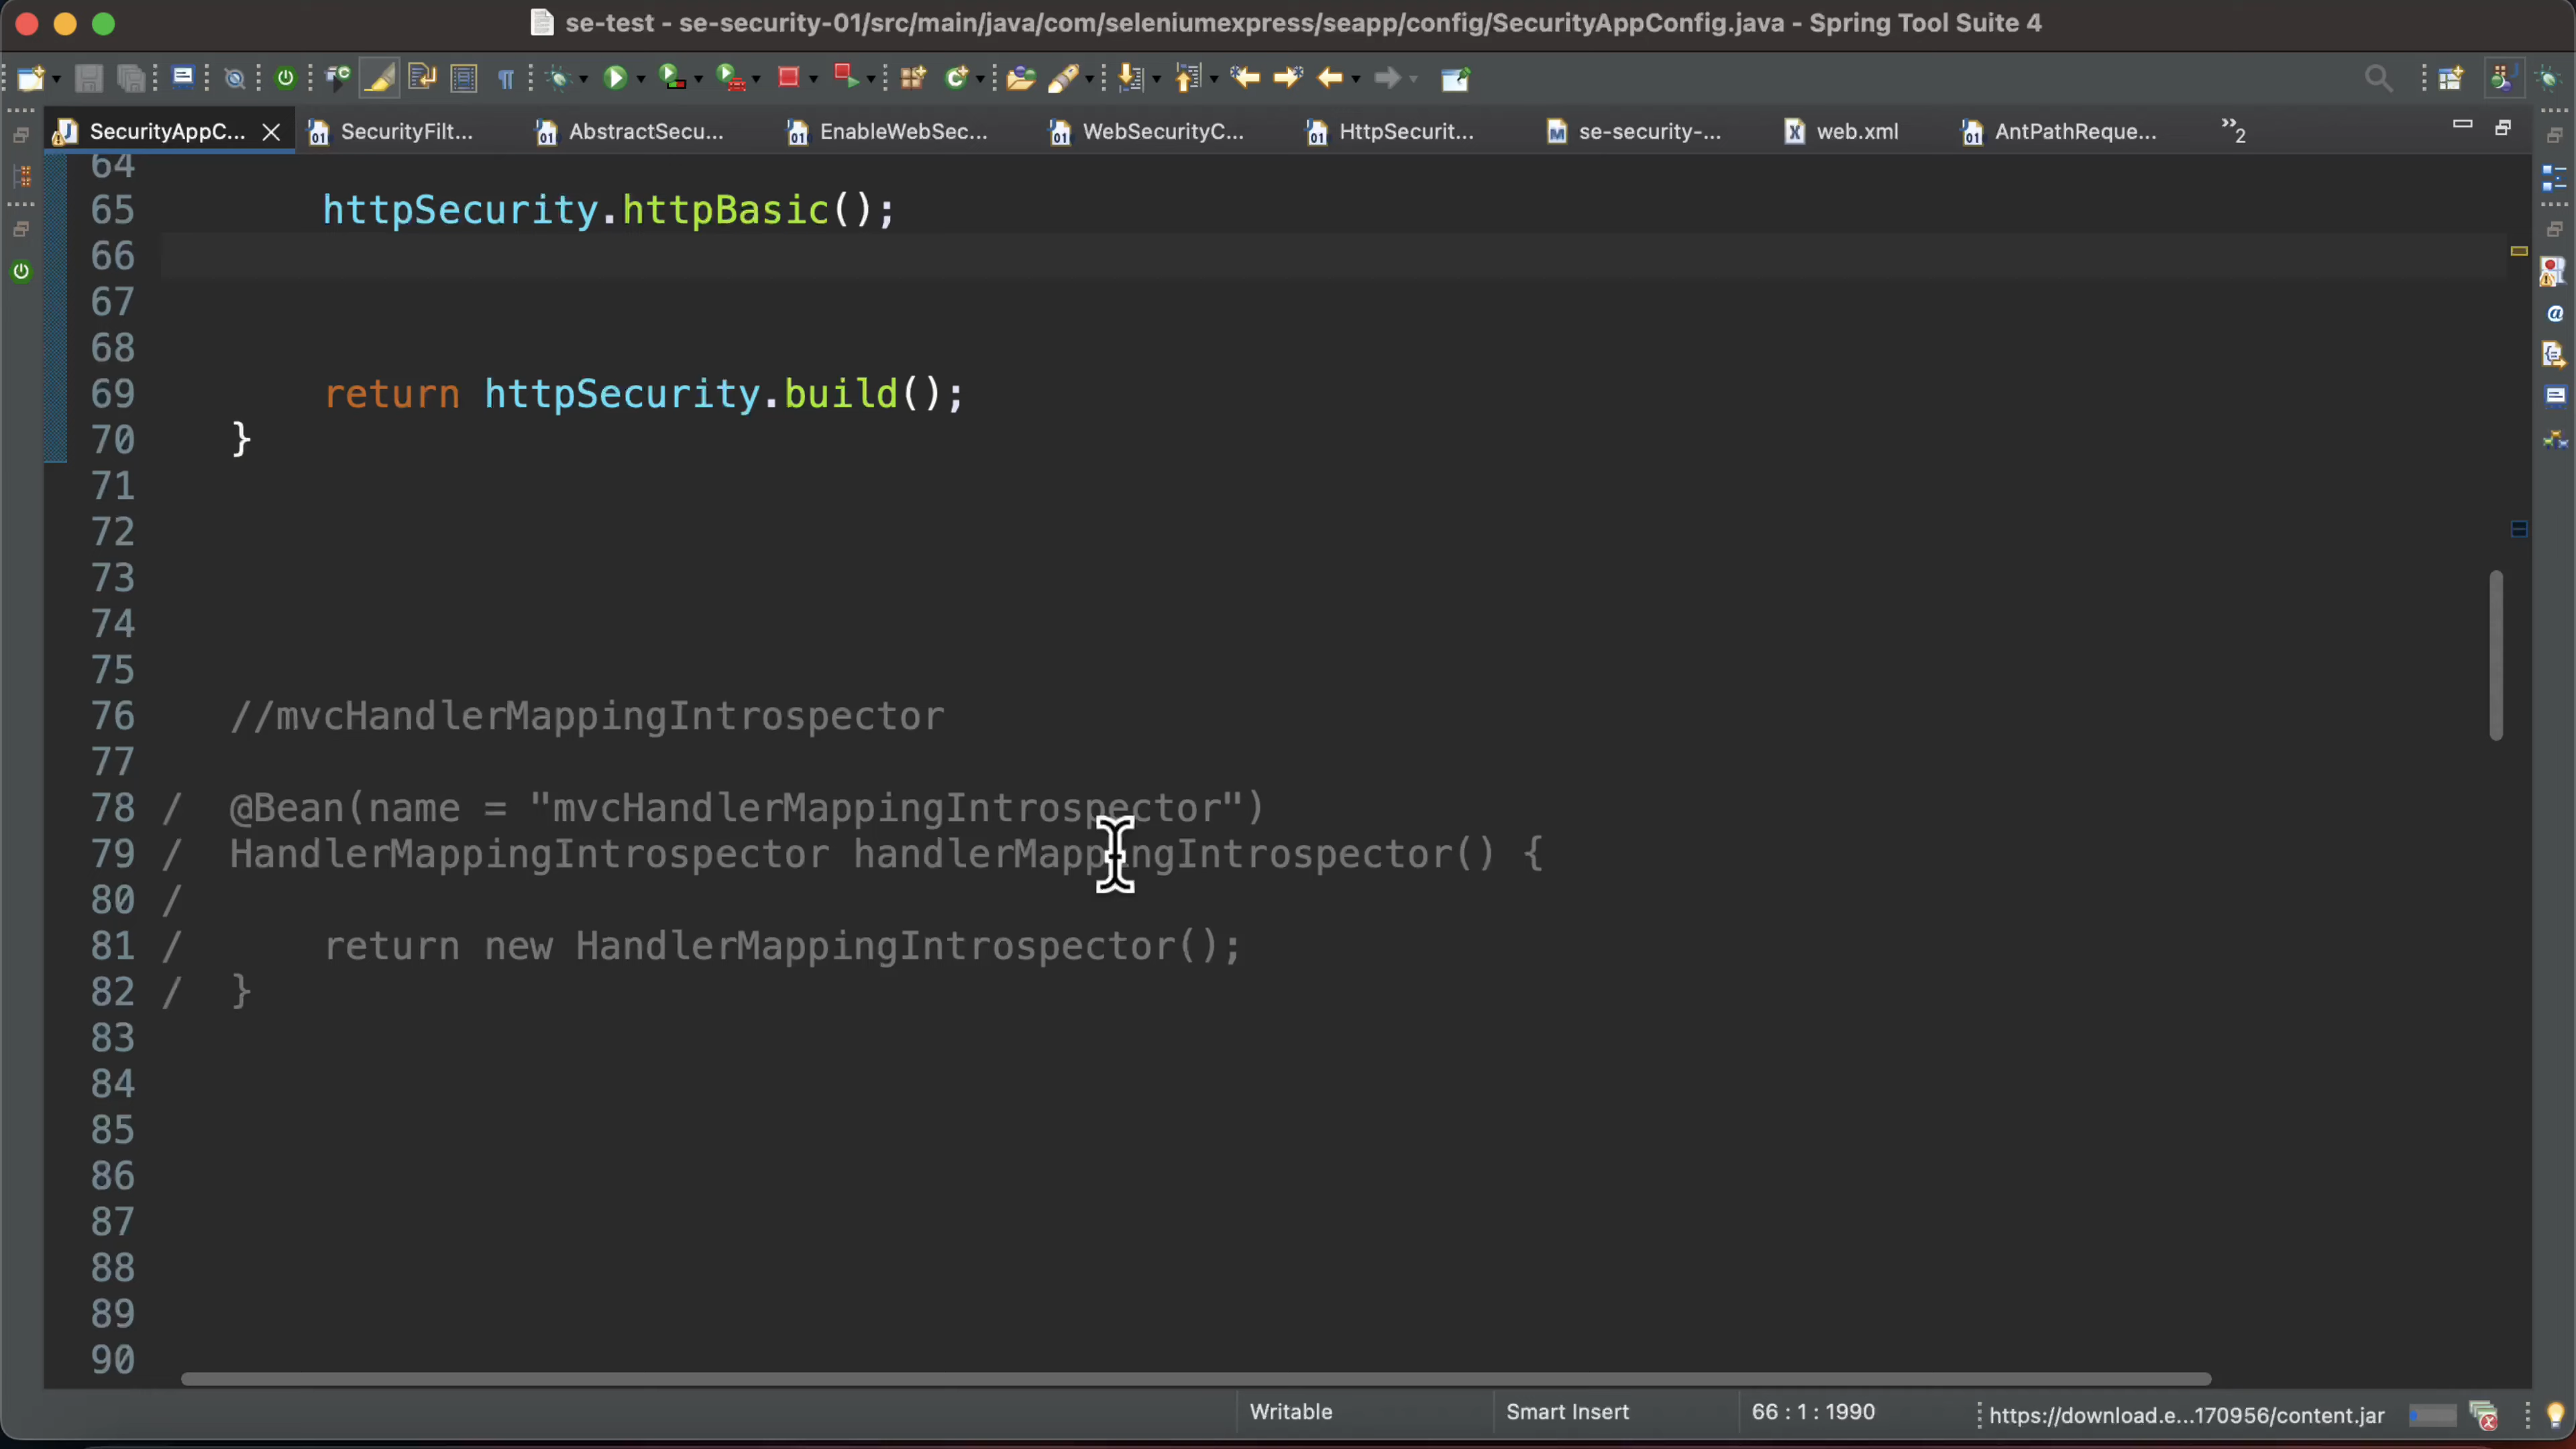 se-test - se-security-01/src/main/java/com/seleniumexpress/seapp/config/SecurityAppConfig.java - Spring Tool Suite 4
SecurityAppC... SecurityFilt... AbstractSecu... EnableWebSec... WebSecurityC... HttpSecurit... se-security-... web.xml AntPathReque... »2
64
65 httpSecurity.httpBasic();
66
67
68
69 return httpSecurity.build();
70 }
71
72
73
74
75
76 //mvcHandlerMappingIntrospector
77
78 / @Bean(name = "mvcHandlerMappingIntrospector")
79 / HandlerMappingIntrospector handlerMappingIntrospector() {
80 /
81 / return new HandlerMappingIntrospector();
82 / }
83
84
85
86
87
88
89
90
Writable Smart Insert 66 : 1 : 1990 https://download.e...170956/content.jar